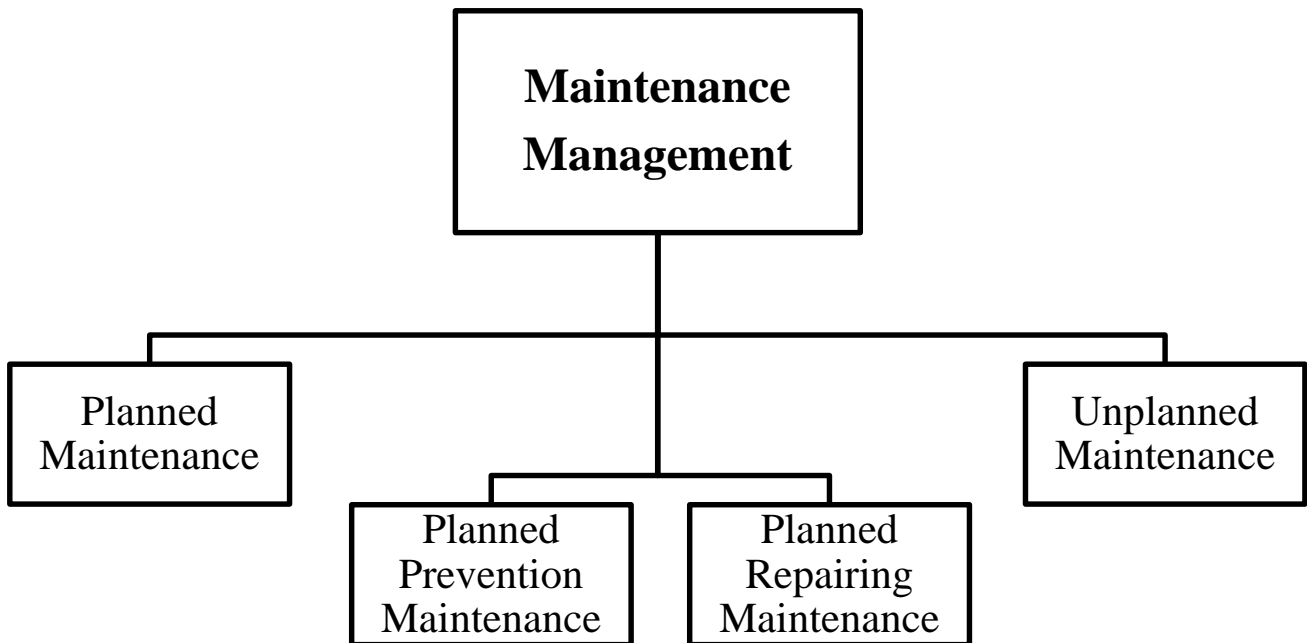 Maintenance
Management
Planned
Maintenance
Unplanned
Maintenance
Planned
Prevention
Maintenance
Planned
Repairing
Maintenance